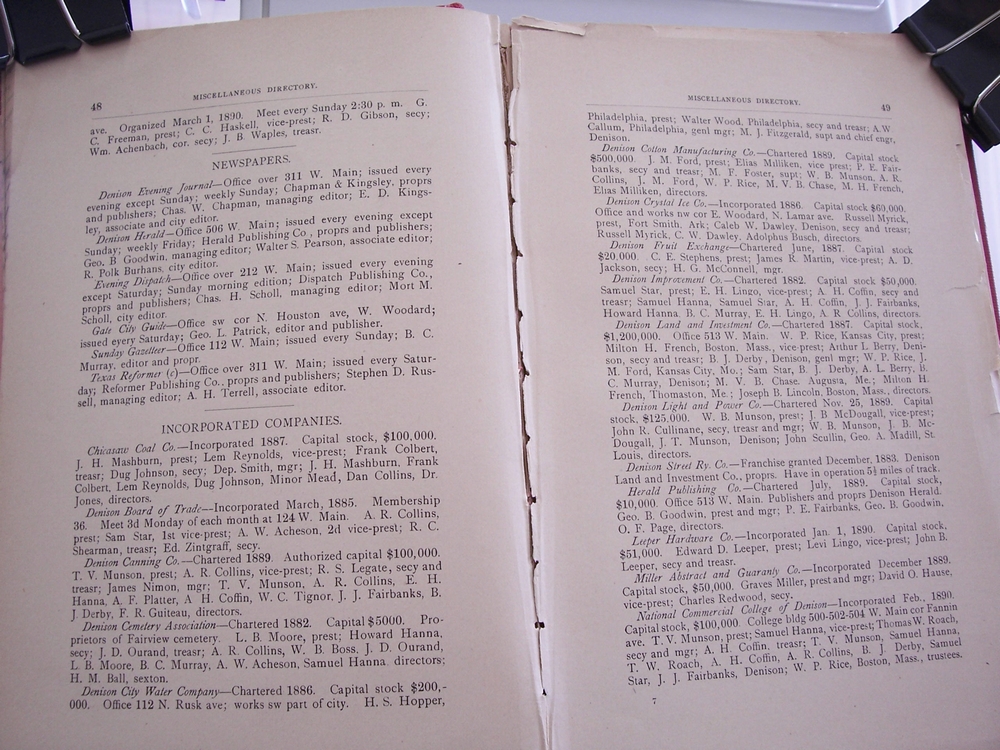 48
MISCELLANEOUS DIRECTORY.
ave. Organized March 1, 1890. Meet every Sunday 2:30 p. m. G.
C. Freeman, prest; C. C. Haskell, vice-prest; R. D. Gibson, secy;
Wm. Achenbach, cor. secy; J. B. Waples, treasr.
NEWSPAPERS.
Denison Evening Journal—Office over 311 W. Main; issued every
evening except Sunday; weekly Sunday; Chapman & Kingsley, proprs
and publishers; Chas. W. Chapman, managing editor; E. D. Kings-
ley, associate and city editor.
Denison Herald—Office 506 W. Main; issued every evening except
Sunday; weekly Friday; Herald Publishing Co , proprs and publishers;
Geo. B Goodwin, managing editor; Walter S. Pearson, associate editor;
R. Polk Burhans, city editor.
Evening Dispatch—Office over 212 W. Main; issued every evening
except Saturday; Sunday morning edition; Dispatch Publishing Co.,
proprs and publishers; Chas. H. Scholl, managing editor; Mort M.
Scholl, city editor.
Gate City Guide—Office sw cor N. Houston ave, W. Woodard;
issued every Saturday; Geo. L. Patrick, editor and publisher.
Sunday Gazetteer—Office 112 W. Main; issued every Sunday; B. C.
Murray, editor and propr.
Texas Reformer (c)—Office over 311 W. Main; issued every Satur-
day; Reformer Publishing Co., proprs and publishers; Stephen D. Rus-
sell, managing editor; A. H. Terrell, associate editor.
INCORPORATED COMPANIES.
Chicasaw Coal Co.—Incorporated 1887. Capital stock, $100,000.
J. H. Mashburn, prest; Lem Reynolds, vice-prest; Frank Colbert,
treasr; Dug Johnson, secy; Dep. Smith, mgr; J. H. Mashburn, Frank
Colbert, Lem Reynolds, Dug Johnson, Minor Mead, Dan Collins, Dr.
Jones, directors.
Denison Board of Trade—Incorporated March, 1885. Membership
36. Meet 3d Monday of each month at 124 W. Main. A. R. Collins,
prest; Sam Star, 1st vice-prest; A. W. Acheson, 2d vice-prest; R. C.
Shearman, treasr; Ed. Zintgraff, secy.
Denison Canning Co.—Chartered 1889. Authorized capital $100,000.
T. V. Munson, prest; A. R. Collins, vice-prest; R. S. Legate, secy and
treasr; James Nimon, mgr; T. V. Munson, A. R. Collins, E. H.
Hanna, A. F. Platter, A H. Coffin, W. C. Tignor, J. J. Fairbanks, B.
J. Derby, F. R. Guiteau, directors.
Denison Cemetery Association—Chartered 1882. Capital $5000. Pro-
prietors of Fairview cemetery. L. B. Moore, prest; Howard Hanna,
secy; J. D. Ourand, treasr; A. R. Collins, W. B. Boss, J. D. Ourand,
L. B. Moore, B. C. Murray, A. W. Acheson, Samuel Hanna directors;
H. M. Ball, sexton.
Denison City Water Company—Chartered 1886. Capital stock $200,-
000. Office 112 N. Rusk ave; works sw part of city. H. S. Hopper,
MISCELLANEOUS DIRECTORY.
49
Philadelphia, prest; Walter Wood, Philadelphia, secy and treasr; A.W.
Callum, Philadelphia, genl mgr; M. J. Fitzgerald, supt and chief engr,
Denison.
Denison Cotton Manufacturing Co.—Chartered 1889. Capital stock
$500,000. J. M. Ford, prest; Elias Milliken, vice prest; P. E. Fair-
banks, secy and treasr; M. F. Foster, supt; W. B. Munson, A. R.
Collins, J. M. Ford, W. P. Rice, M. V. B. Chase, M. H. French,
Elias Milliken, directors.
Denison Crystal Ice Co.—Incorporated 1886. Capital stock $60,000.
Office and works nw cor E. Woodard, N. Lamar ave. Russell Myrick,
prest, Fort Smith, Ark; Caleb W. Dawley, Denison, secy and treasr;
Russell Myrick, C. W. Dawley, Adolphus Busch, directors.
Denison Fruit Exchange—Chartered June, 1887. Capital stock
$20,000. C. E. Stephens, prest; James R. Martin, vice-prest; A. D.
Jackson, secy; H. G. McConnell, mgr.
Denison Improvement Co.—Chartered 1882. Capital stock $50,000.
Samuel Star, prest; E. H. Lingo, vice-prest; A. H. Coffin, secy and
treasr; Samuel Hanna, Samuel Star, A. H. Coffin, J. J. Fairbanks,
Howard Hanna, B. C. Murray, E. H. Lingo, A. R Collins, directors.
Denison Land and Investment Co.—Chartered 1887. Capital stock,
$1,200,000. Office 513 W. Main. W. P. Rice, Kansas City, prest;
Milton H. French, Boston, Mass., vice-prest; Arthur L. Berry, Deni-
son, secy and treasr; B. J. Derby, Denison, genl mgr; W. P. Rice, J.
M. Ford, Kansas City, Mo.; Sam Star, B. J. Derby, A. L. Berry, B.
C. Murray, Denison; M. V. B. Chase, Augusta, Me.; Milton H.
French, Thomaston, Me.; Joseph B. Lincoln, Boston, Mass., directors.
Denison Light and Power Co.—Chartered Nov. 25, 1889. Capital
stock, $125,000. W. B. Munson, prest; J. B McDougall, vice-prest;
John R. Cullinane, secy, treasr and mgr; W. B. Munson, J. B. Mc-
Dougall, J. T. Munson, Denison; John Scullin, Geo. A. Madill, St.
Louis, directors.
Denison Street Ry. Co.—Franchise granted December, 1883. Denison
Land and Investment Co., proprs. Have in operation 5½ miles of track.
Herald Publishing Co.—Chartered July, 1889. Capital stock,
$10,000. Office 513 W. Main. Publishers and proprs Denison Herald.
Geo. B. Goodwin, prest and mgr; P. E. Fairbanks, Geo. B. Goodwin,
O. F. Page, directors.
Leeper Hardware Co.—Incorporated Jan. 1, 1890. Capital stock,
$51,000. Edward D. Leeper, prest; Levi Lingo, vice-prest; John B.
Leeper, secy and treasr.
Miller Abstract and Guaranty Co.—Incorporated December 1889.
Capital stock, $50,000. Graves Miller, prest and mgr; David O. Hause,
vice-prest; Charles Redwood, secy.
National Commercial College of Denison—Incorporated Feb., 1890.
Capital stock, $100,000. College bldg 500-502-504 W. Main cor Fannin
ave. T. V. Munson, prest; Samuel Hanna, vice-prest; Thomas W. Roach,
secy and mgr; A. H. Coffin, treasr; T. V. Munson, Samuel Hanna,
T. W. Roach, A. H. Coffin, A. R. Collins, B. J. Derby, Samuel
Star, J. J. Fairbanks, Denison; W. P. Rice, Boston, Mass., trustees.
7